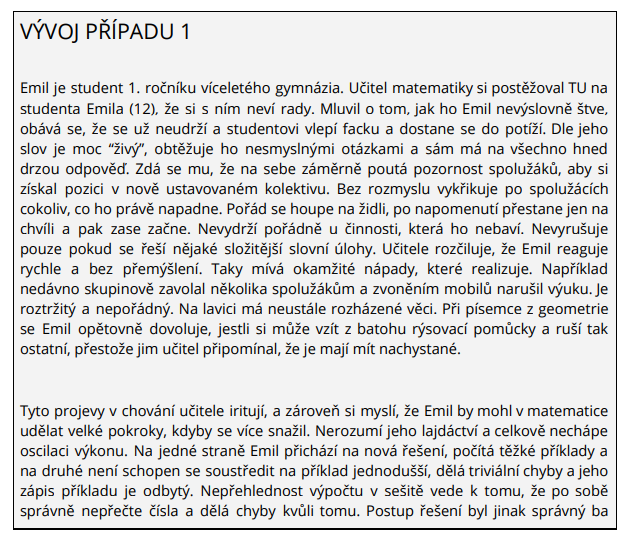 VÝVOJ PŘÍPADU 1
Emil je student 1. ročníku víceletého gymnázia. Učitel matematiky si postěžoval TU na
studenta Emila (12), že si s ním neví rady. Mluvil o tom, jak ho Emil nevýslovně štve,
obává se, že se už neudrží a studentovi vlepí facku a dostane se do potíží. Dle jeho
slov je moc “živý”, obtěžuje ho nesmyslnými otázkami a sám má na všechno hned
drzou odpověď. Zdá se mu, že na sebe záměrně poutá pozornost spolužáků, aby si
získal pozici v nově ustavovaném kolektivu. Bez rozmyslu vykřikuje po spolužácích
cokoliv, co ho právě napadne. Pořád se houpe na židli, po napomenutí přestane jen na
chvíli a pak zase začne. Nevydrží pořádně u činnosti, která ho nebaví. Nevyrušuje
pouze pokud se řeší nějaké složitější slovní úlohy. Učitele rozčiluje, že Emil reaguje
rychle a bez přemýšlení. Taky mívá okamžité nápady, které realizuje. Například
nedávno skupinově zavolal několika spolužákům a zvoněním mobilů narušil výuku. Je
roztržitý a nepořádný. Na lavici má neustále rozházené věci. Při písemce z geometrie
se Emil opětovně dovoluje, jestli si může vzít z batohu rýsovací pomůcky a ruší tak
ostatní, přestože jim učitel připomínal, že je mají mít nachystané.
Tyto projevy v chování učitele iritují, a zároveň si myslí, že Emil by mohl v matematice
udělat velké pokroky, kdyby se více snažil. Nerozumí jeho lajdáctví a celkově nechápe
oscilaci výkonu. Na jedné straně Emil přichází na nová řešení, počítá těžké příklady a
na druhé není schopen se soustředit na příklad jednodušší, dělá triviální chyby a jeho
zápis příkladu je odbytý. Nepřehlednost výpočtu v sešitě vede k tomu, že po sobě
správně nepřečte čísla a dělá chyby kvůli tomu. Postup řešení byl jinak správný ba